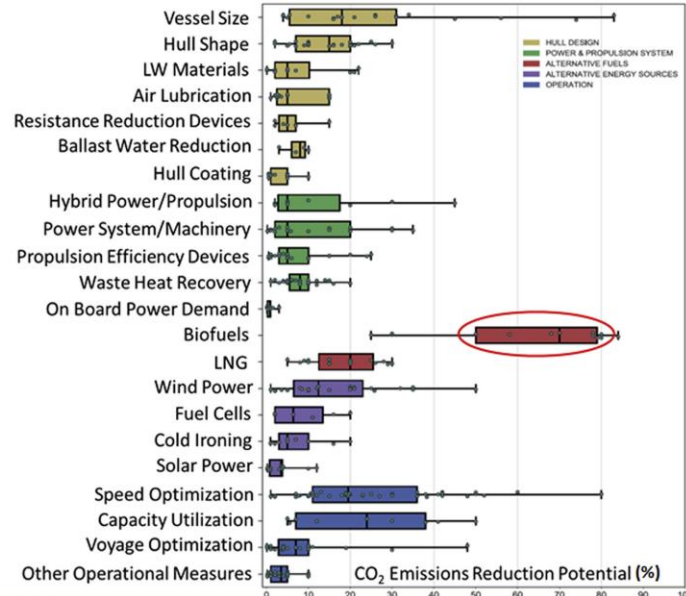 Vessel Size
Hull Shape
LW Materials
Air Lubrication
Resistance Reduction Devices
Ballast Water Reduction
Hull Coating
Hybrid Power/Propulsion
Power System/Machinery
Propulsion Efficiency Devices
Waste Heat Recovery
On Board Power Demand
Biofuels
LNG
Wind Power
Fuel Cells
Cold Ironing
Solar Power
Speed Optimization
Capacity Utilization
Voyage Optimization
Other Operational Measures
HULL DESIGN
POWER & PROPULSION SYSTEM
ALTERNATIVE FUELS
ALTERNATIVE ENERGY SOURCES
OPERATION
CO₂ Emissions Reduction Potential (%)
0 10 20 30 40 50 60 70 80 90 100